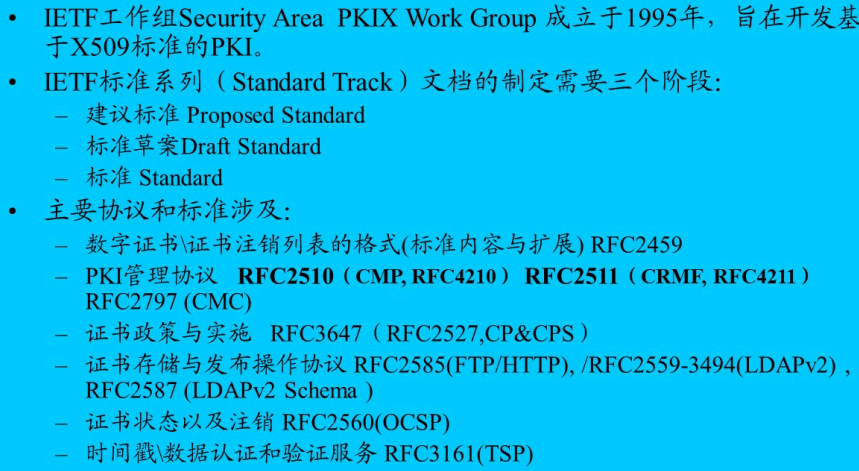 • IETF工作组Security Area PKIX Work Group 成立于1995年，旨在开发基
于X509标准的PKI。
• IETF标准系列（Standard Track）文档的制定需要三个阶段:
– 建议标准 Proposed Standard
– 标准草案Draft Standard
– 标准 Standard
• 主要协议和标准涉及:
– 数字证书\证书注销列表的格式(标准内容与扩展) RFC2459
– PKI管理协议 RFC2510（CMP, RFC4210） RFC2511（CRMF, RFC4211）
RFC2797 (CMC)
– 证书政策与实施 RFC3647（RFC2527,CP&CPS）
– 证书存储与发布操作协议 RFC2585(FTP/HTTP), /RFC2559-3494(LDAPv2)，
RFC2587 (LDAPv2 Schema )
– 证书状态以及注销 RFC2560(OCSP)
– 时间戳\数据认证和验证服务 RFC3161(TSP)